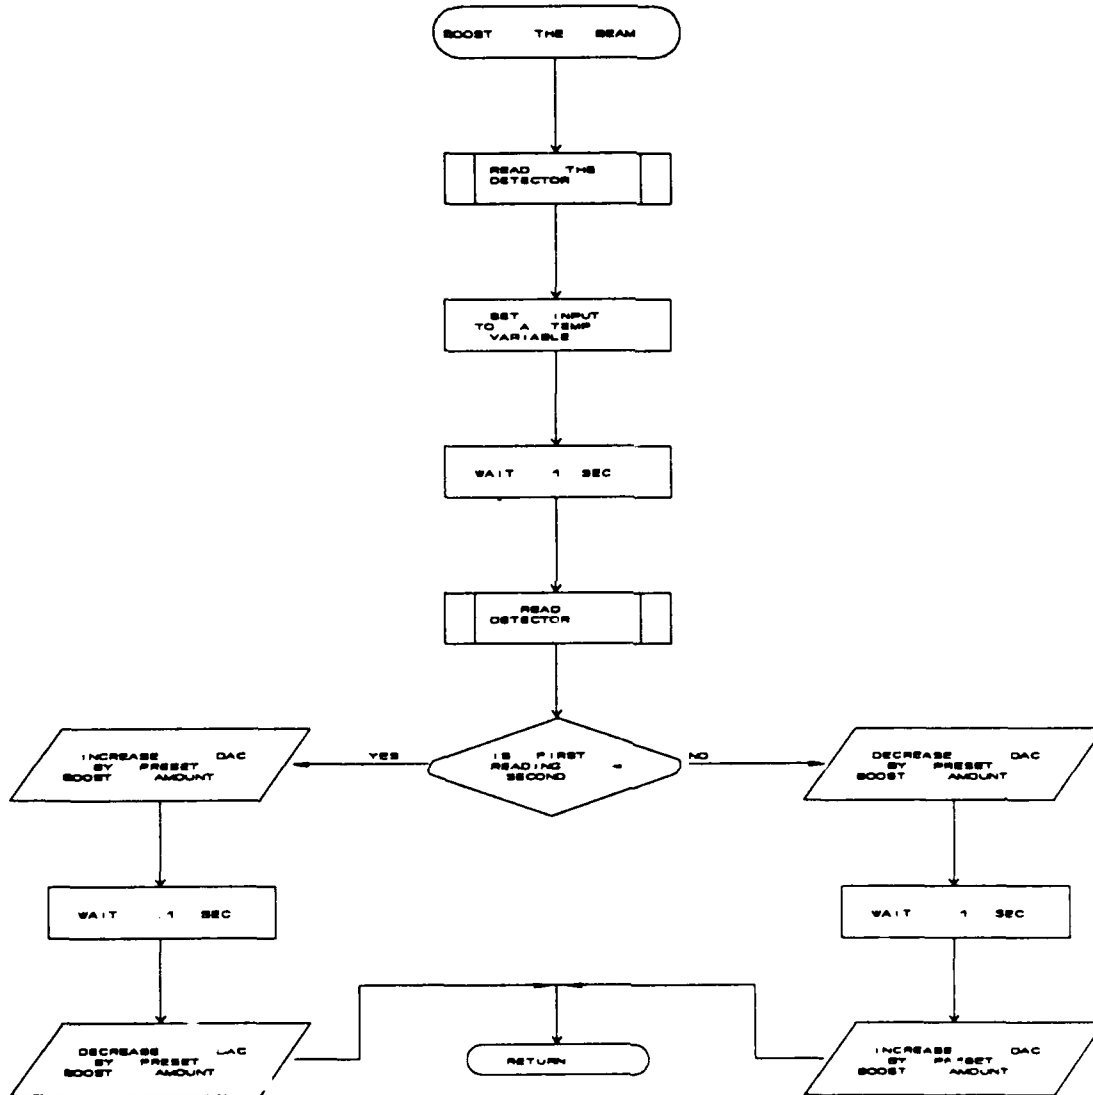 BOOST THE BEAM
READ THE
DETECTOR
SET INPUT
TO A TEMP
VARIABLE
WAIT .1 SEC
READ
DETECTOR
IS FIRST
READING <
SECOND
YES
NO
INCREASE DAC
BY PRESET
BOOST AMOUNT
DECREASE DAC
BY PRESET
BOOST AMOUNT
WAIT .1 SEC
WAIT .1 SEC
DECREASE DAC
BY PRESET
BOOST AMOUNT
RETURN
INCREASE DAC
BY PRESET
BOOST AMOUNT